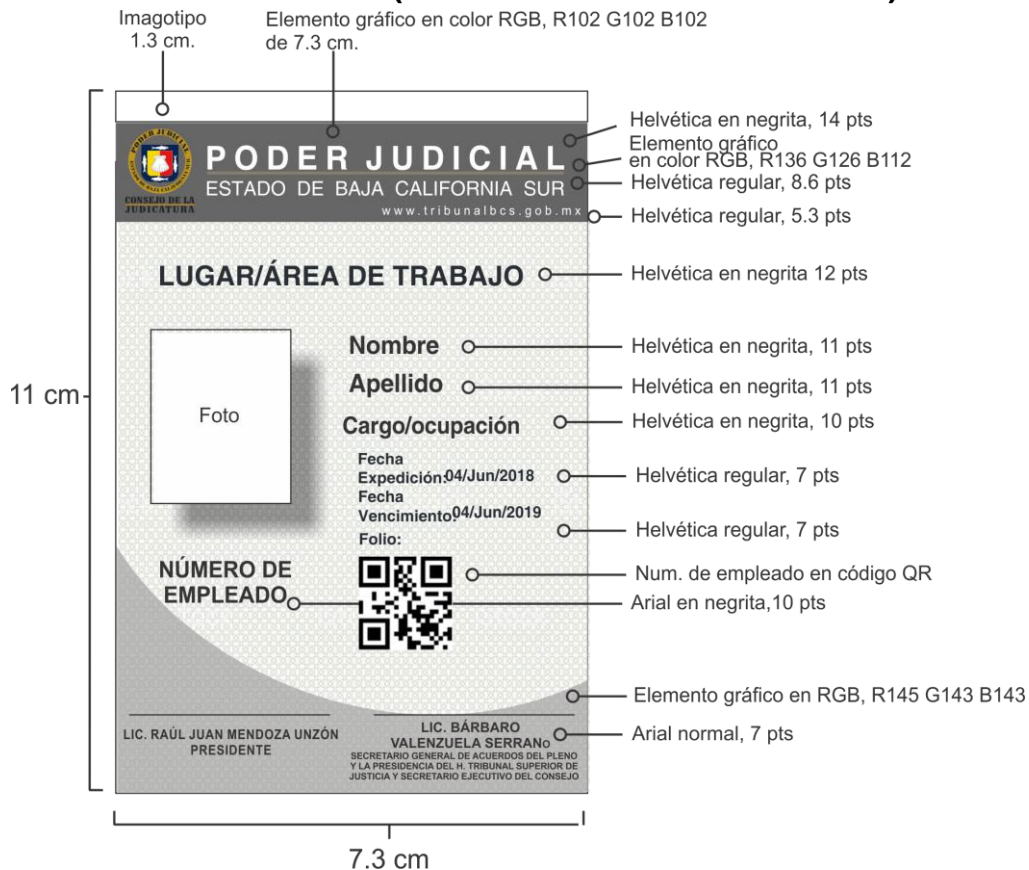 Imagotipo
1.3 cm.
Elemento gráfico en color RGB, R102 G102 B102
de 7.3 cm.
PODER JUDICIAL
CONSEJO DE LA
JUDICATURA
PODER JUDICIAL
ESTADO DE BAJA CALIFORNIA SUR
www.tribunalbcs.gob.mx
Helvética en negrita, 14 pts
Elemento gráfico
en color RGB, R136 G126 B112
Helvética regular, 8.6 pts
Helvética regular, 5.3 pts
LUGAR/ÁREA DE TRABAJO
Helvética en negrita 12 pts
Foto
Nombre
Helvética en negrita, 11 pts
Apellido
Helvética en negrita, 11 pts
11 cm
Cargo/ocupación
Helvética en negrita, 10 pts
Fecha
Expedición:04/Jun/2018
Helvética regular, 7 pts
Fecha
Vencimiento:04/Jun/2019
Folio:
Helvética regular, 7 pts
NÚMERO DE
EMPLEADO
Num. de empleado en código QR
Arial en negrita,10 pts
Elemento gráfico en RGB, R145 G143 B143
LIC. RAÚL JUAN MENDOZA UNZÓN
PRESIDENTE
LIC. BÁRBARO
VALENZUELA SERRANO
SECRETARIO GENERAL DE ACUERDOS DEL PLENO
Y LA PRESIDENCIA DEL H. TRIBUNAL SUPERIOR DE
JUSTICIA Y SECRETARIO EJECUTIVO DEL CONSEJO
Arial normal, 7 pts
7.3 cm